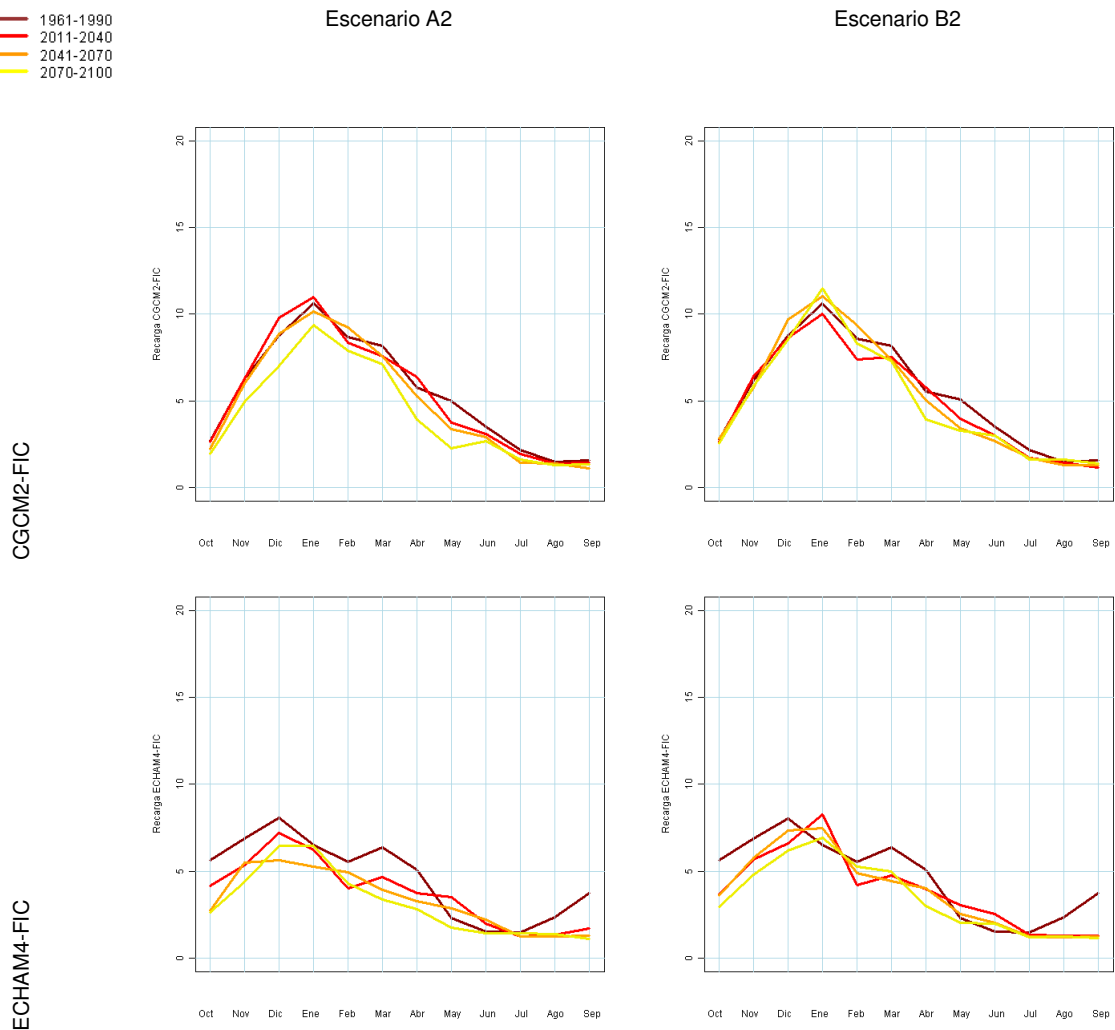 1961-1990
2011-2040
2041-2070
2070-2100
Escenario A2
Escenario B2
CGCM2-FIC
Recarga CGCM2-FIC
20
15
10
5
0
Oct Nov Dic Ene Feb Mar Abr May Jun Jul Ago Sep
Recarga CGCM2-FIC
20
15
10
5
0
Oct Nov Dic Ene Feb Mar Abr May Jun Jul Ago Sep
ECHAM4-FIC
Recarga ECHAM4-FIC
20
15
10
5
0
Oct Nov Dic Ene Feb Mar Abr May Jun Jul Ago Sep
Recarga ECHAM4-FIC
20
15
10
5
0
Oct Nov Dic Ene Feb Mar Abr May Jun Jul Ago Sep